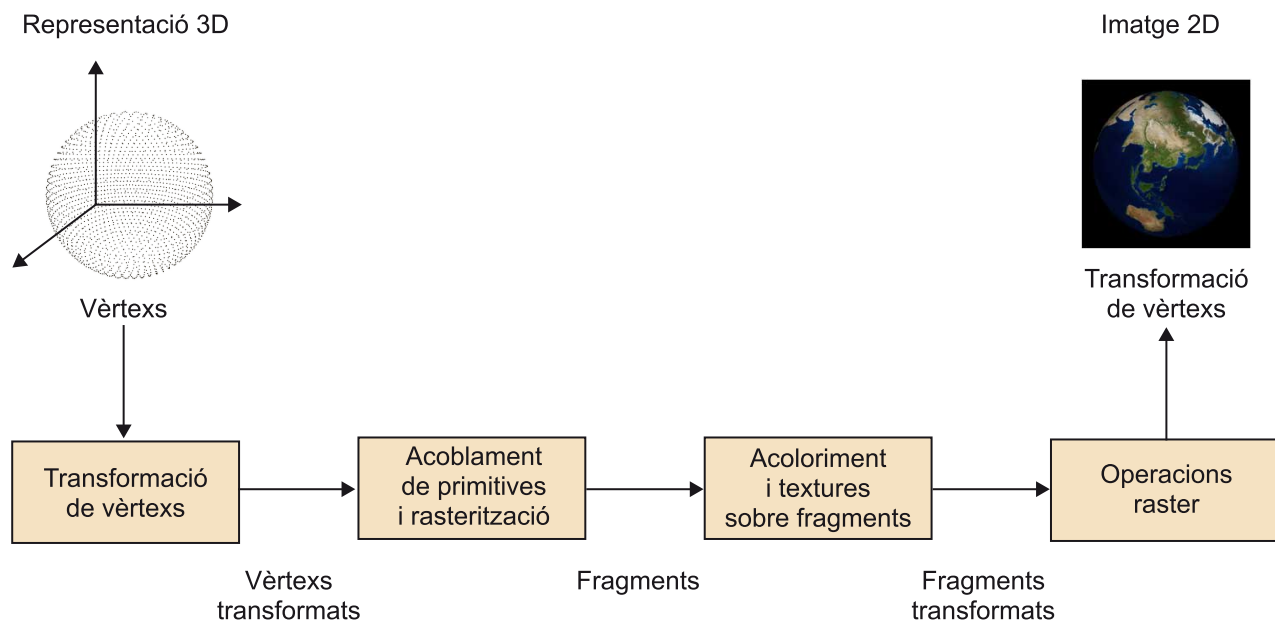 Representació 3D
Imatge 2D
Vèrtexs
Transformació
de vèrtexs
Transformació
de vèrtexs
Acoblament
de primitives
i rasterització
Acoloriment
i textures
sobre fragments
Operacions
raster
Vèrtexs
transformats
Fragments
Fragments
transformats